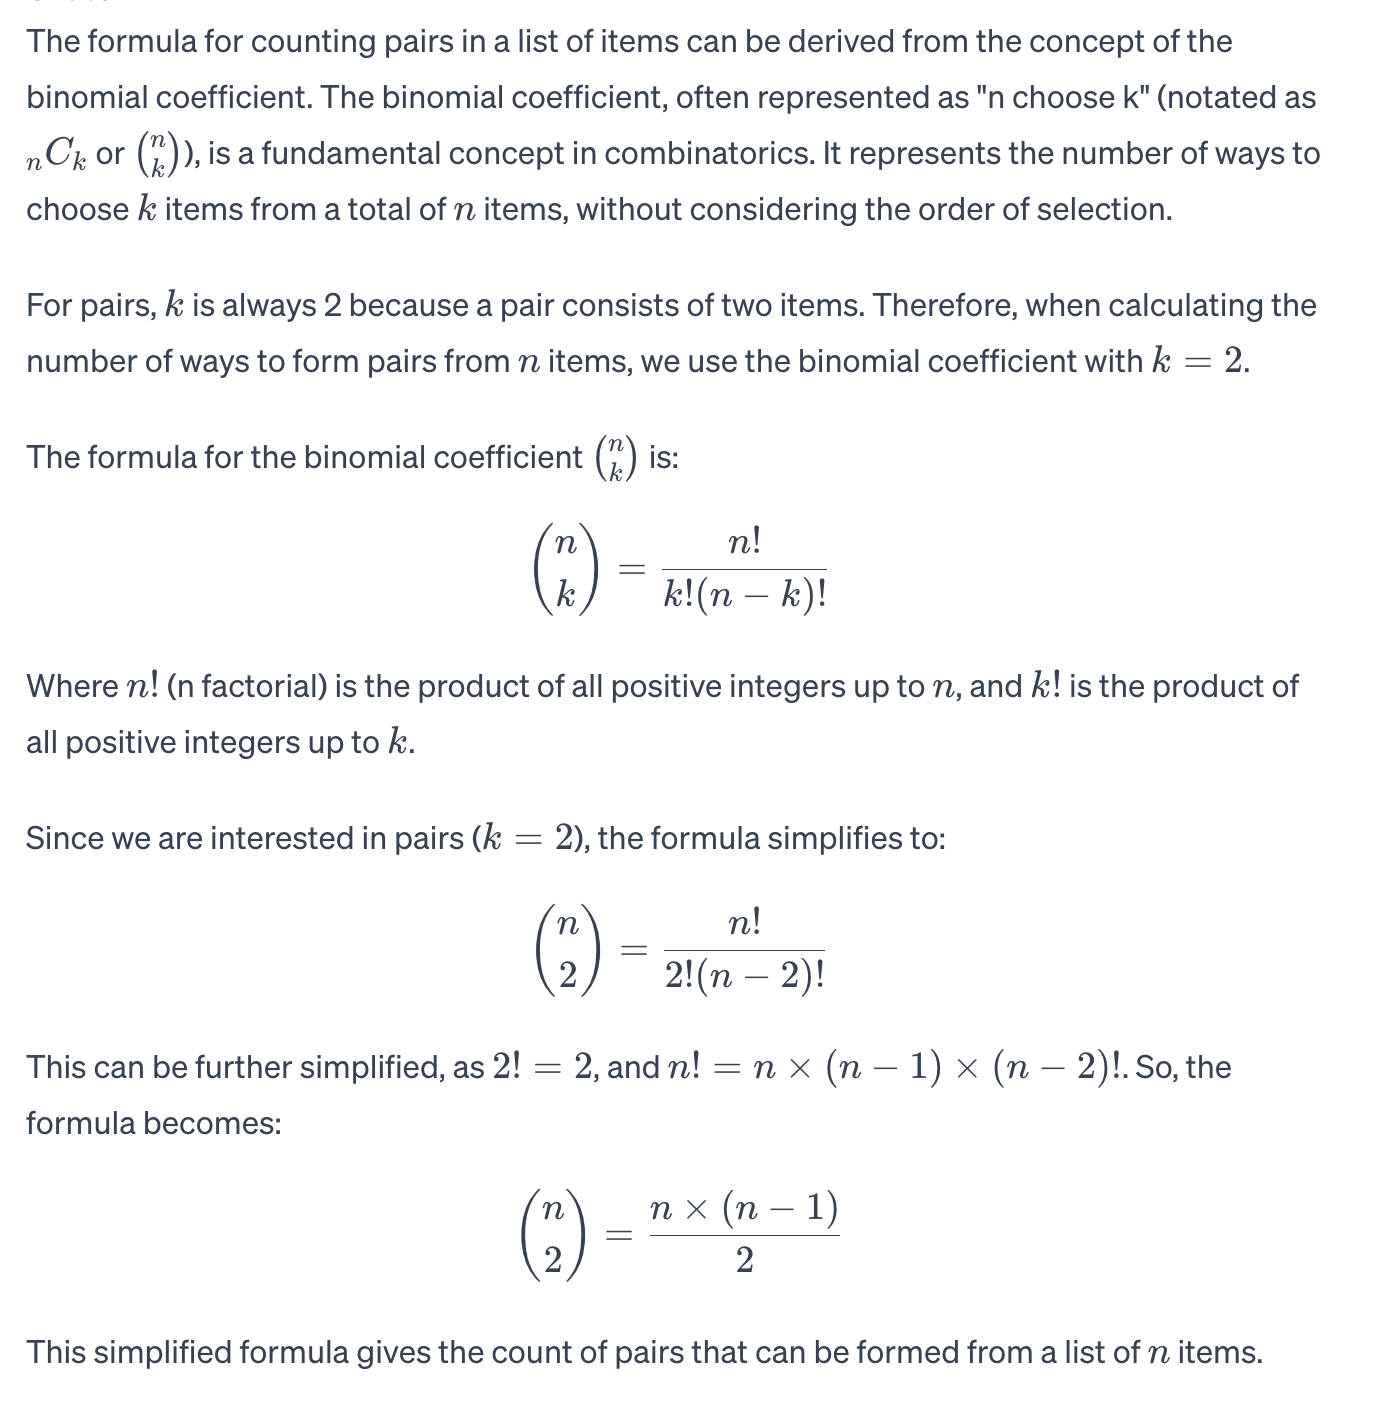 The formula for counting pairs in a list of items can be derived from the concept of the
binomial coefficient. The binomial coefficient, often represented as "n choose k" (notated as
$_nC_k$ or $\binom{n}{k}$), is a fundamental concept in combinatorics. It represents the number of ways to
choose $k$ items from a total of $n$ items, without considering the order of selection.
For pairs, $k$ is always 2 because a pair consists of two items. Therefore, when calculating the
number of ways to form pairs from $n$ items, we use the binomial coefficient with $k = 2$.
The formula for the binomial coefficient $\binom{n}{k}$ is:
$\binom{n}{k} = \frac{n!}{k!(n - k)!}$
Where $n!$ (n factorial) is the product of all positive integers up to $n$, and $k!$ is the product of
all positive integers up to $k$.
Since we are interested in pairs ($k = 2$), the formula simplifies to:
$\binom{n}{2} = \frac{n!}{2!(n - 2)!}$
This can be further simplified, as $2! = 2$, and $n! = n \times (n - 1) \times (n - 2)!$. So, the
formula becomes:
$\binom{n}{2} = \frac{n \times (n - 1)}{2}$
This simplified formula gives the count of pairs that can be formed from a list of $n$ items.